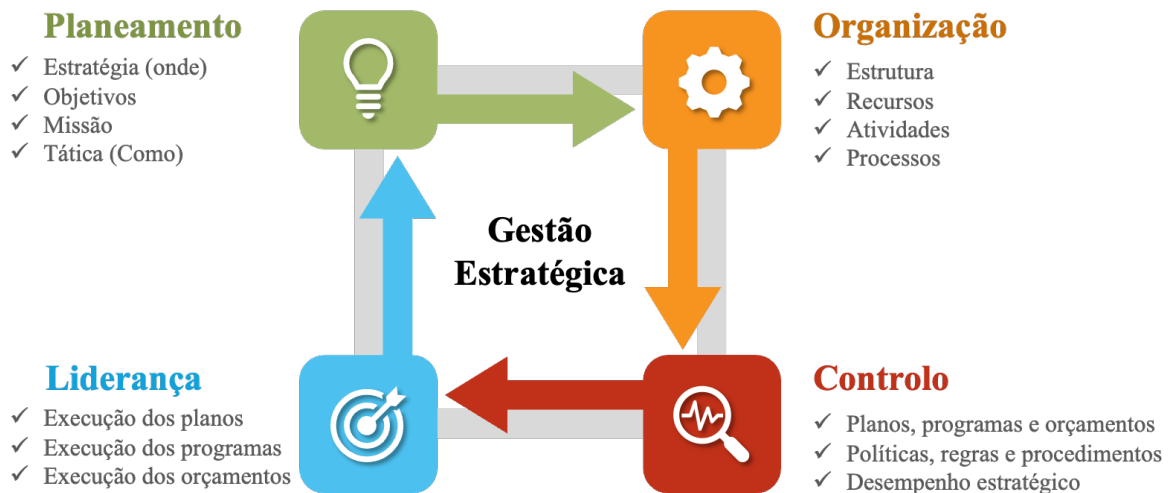 Planeamento
✓ Estratégia (onde)
✓ Objetivos
✓ Missão
✓ Tática (Como)
Organização
✓ Estrutura
✓ Recursos
✓ Atividades
✓ Processos
Gestão
Estratégica
Liderança
✓ Execução dos planos
✓ Execução dos programas
✓ Execução dos orçamentos
Controlo
✓ Planos, programas e orçamentos
✓ Políticas, regras e procedimentos
✓ Desempenho estratégico